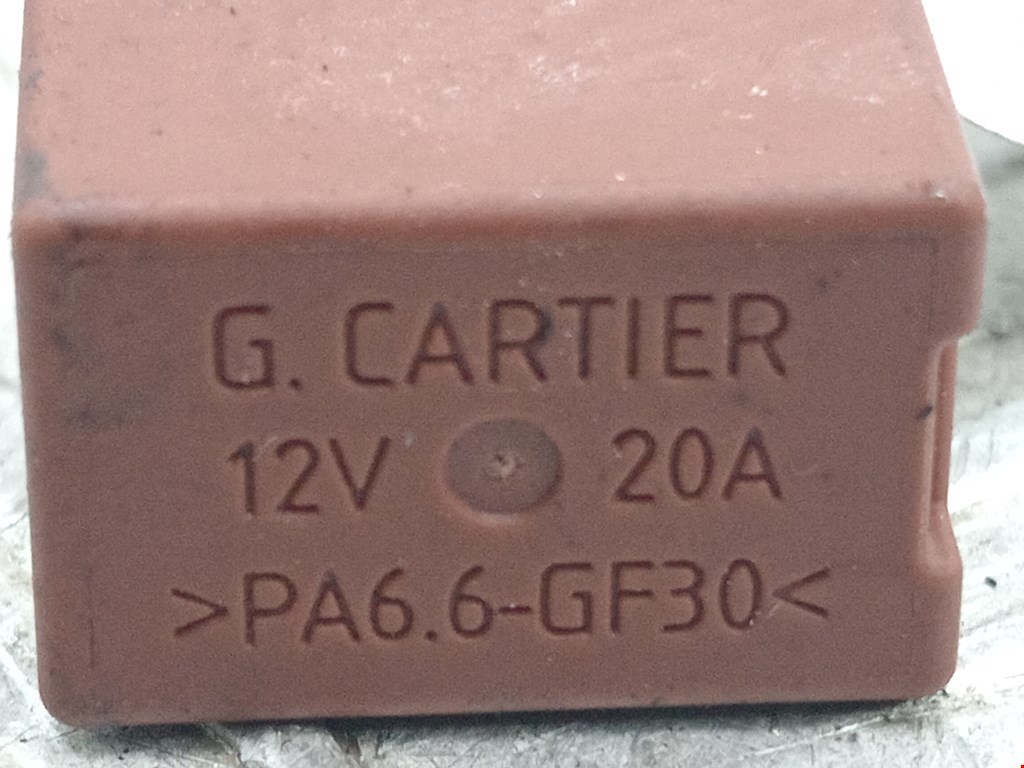 G. CARTIER
12V 20A
>PA6.6-GF30<